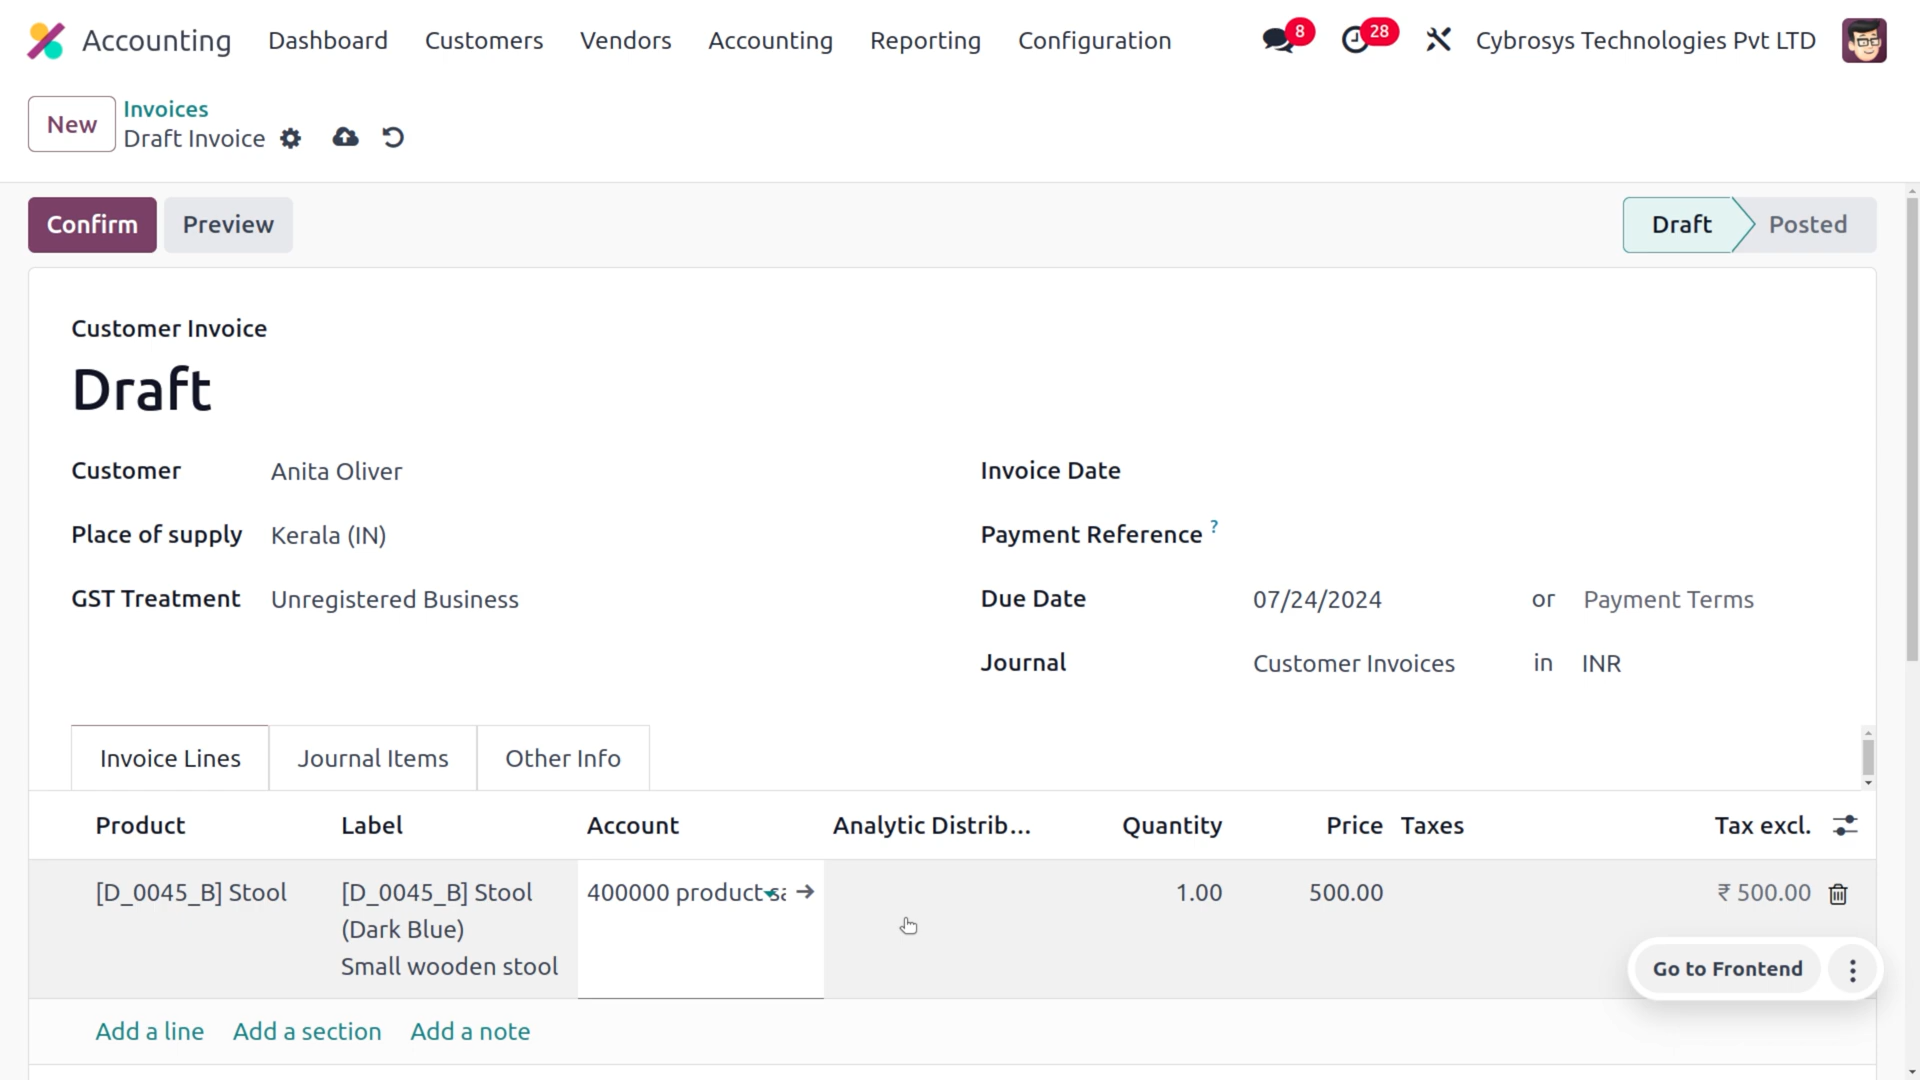 Accounting Dashboard Customers Vendors Accounting Reporting Configuration 8 28 Cybrosys Technologies Pvt LTD
New Invoices
Draft Invoice
Confirm Preview Draft Posted
Customer Invoice
Draft
Customer Anita Oliver Invoice Date
Place of supply Kerala (IN) Payment Reference ?
GST Treatment Unregistered Business Due Date 07/24/2024 or Payment Terms
Journal Customer Invoices in INR
Invoice Lines Journal Items Other Info
Product Label Account Analytic Distrib... Quantity Price Taxes Tax excl.
[D_0045_B] Stool [D_0045_B] Stool 400000 product 1.00 500.00 ₹ 500.00
(Dark Blue)
Small wooden stool
Go to Frontend
Add a line Add a section Add a note